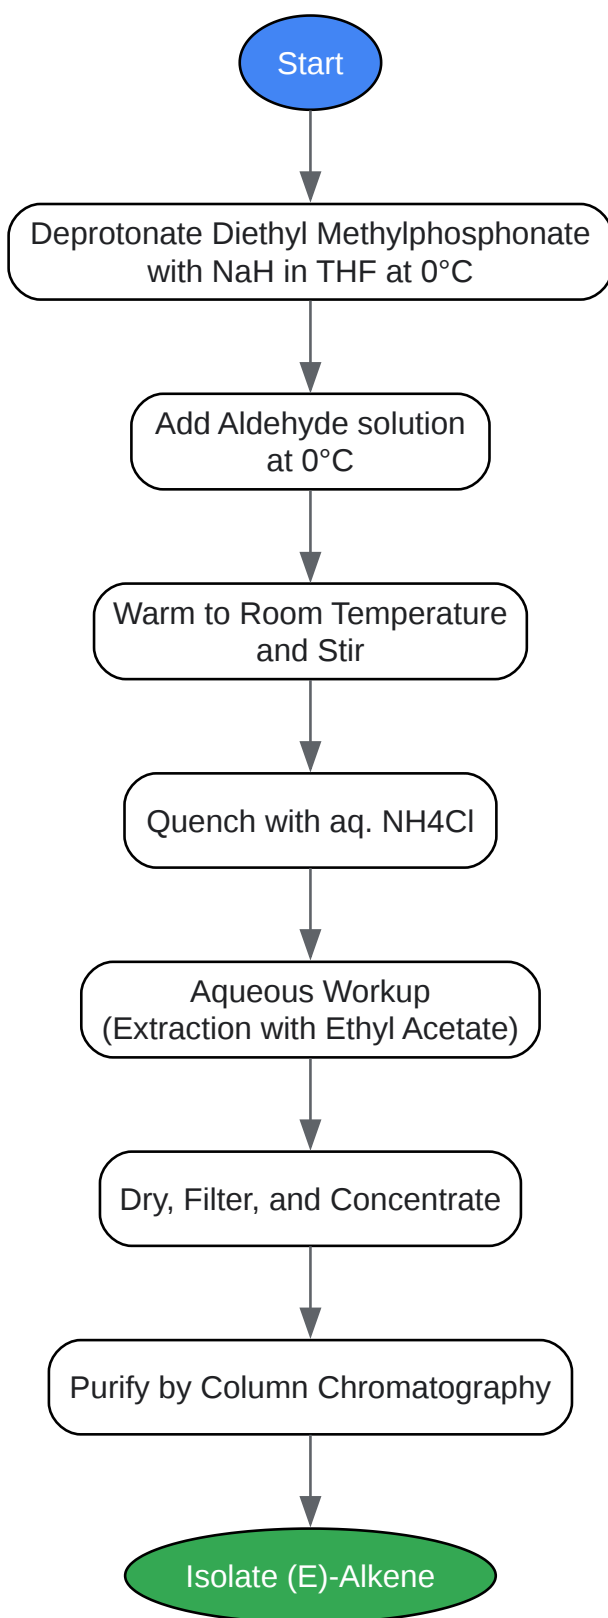 Start
Deprotonate Diethyl Methylphosphonate
with NaH in THF at 0°C
Add Aldehyde solution
at 0°C
Warm to Room Temperature
and Stir
Quench with aq. NH4Cl
Aqueous Workup
(Extraction with Ethyl Acetate)
Dry, Filter, and Concentrate
Purify by Column Chromatography
Isolate (E)-Alkene